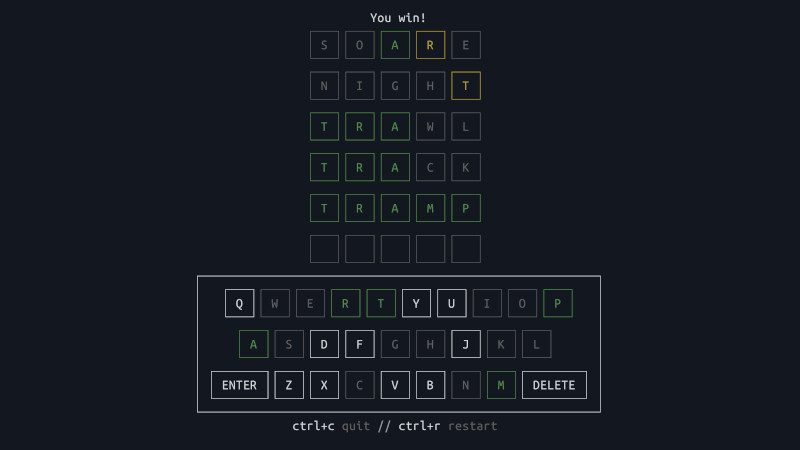 You win!
S O A R E
N I G H T
T R A W L
T R A C K
T R A M P
Q W E R T Y U I O P
A S D F G H J K L
ENTER Z X C V B N M DELETE
ctrl+c quit // ctrl+r restart